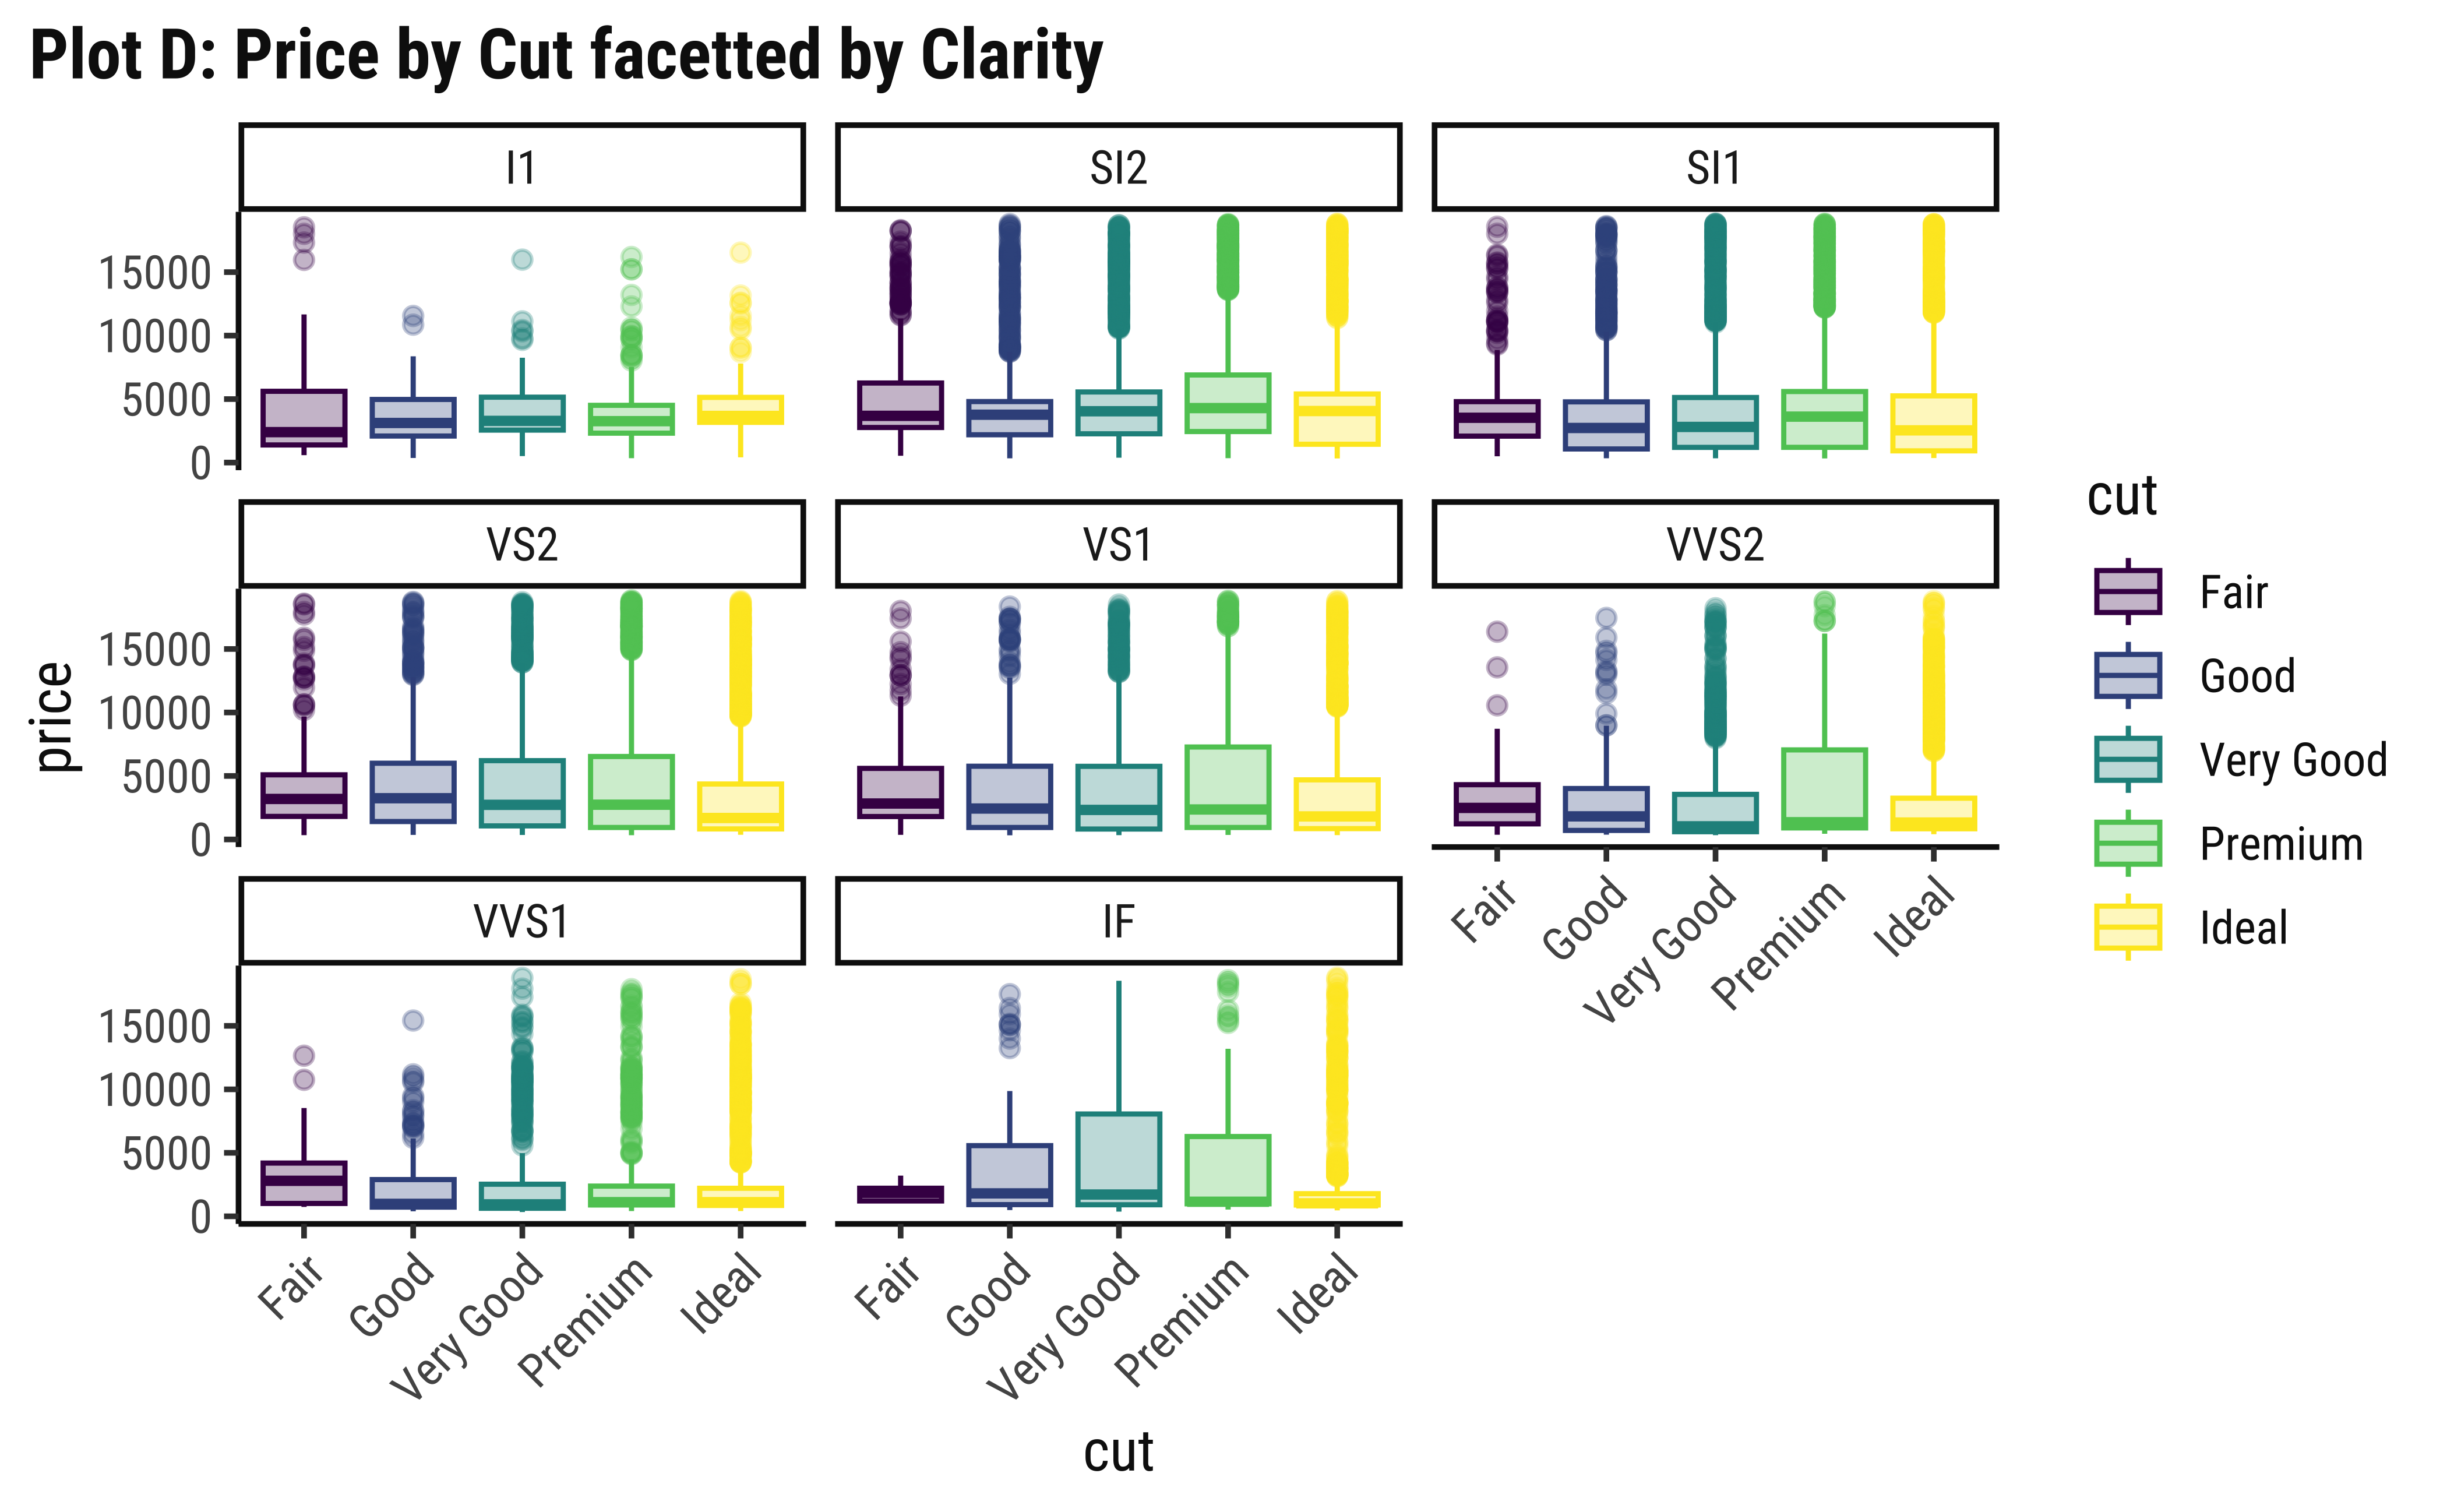 Plot D: Price by Cut facetted by Clarity
I1
SI2
SI1
15000
10000
5000
0
VS2
VS1
VVS2
15000
10000
5000
0
Fair
Good
Very Good
Premium
Ideal
VVS1
IF
15000
10000
5000
0
Fair
Good
Very Good
Premium
Ideal
Fair
Good
Very Good
Premium
Ideal
price
cut
cut
Fair
Good
Very Good
Premium
Ideal